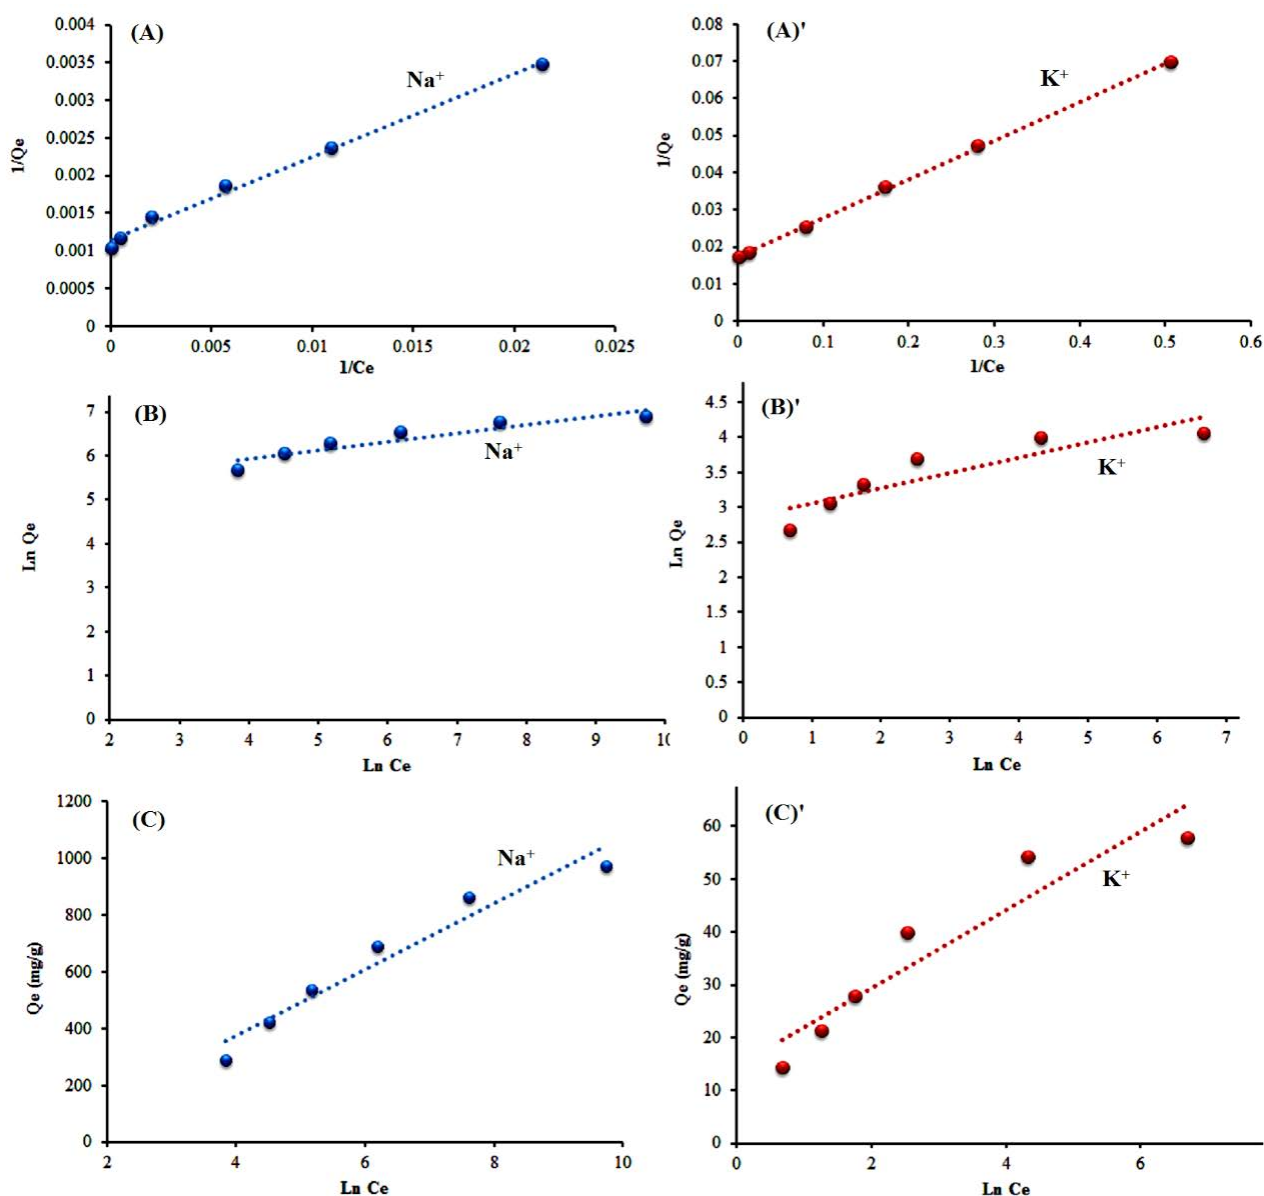 (A)
Na⁺
0.004
0.0035
0.003
0.0025
0.002
0.0015
0.001
0.0005
0
1/Qe
0 0.005 0.01 0.015 0.02 0.025
1/Ce
(A)'
K⁺
0.08
0.07
0.06
0.05
0.04
0.03
0.02
0.01
0
1/Qe
0 0.1 0.2 0.3 0.4 0.5 0.6
1/Ce
(B)
Na⁺
7
6
5
4
3
2
1
0
Ln Qe
2 3 4 5 6 7 8 9 10
Ln Ce
(B)'
K⁺
4.5
4
3.5
3
2.5
2
1.5
1
0.5
0
Ln Qe
0 1 2 3 4 5 6 7
Ln Ce
(C)
Na⁺
1200
1000
800
600
400
200
0
Qe (mg/g)
2 4 6 8 10
Ln Ce
(C)'
K⁺
60
50
40
30
20
10
0
Qe (mg/g)
0 2 4 6
Ln Ce